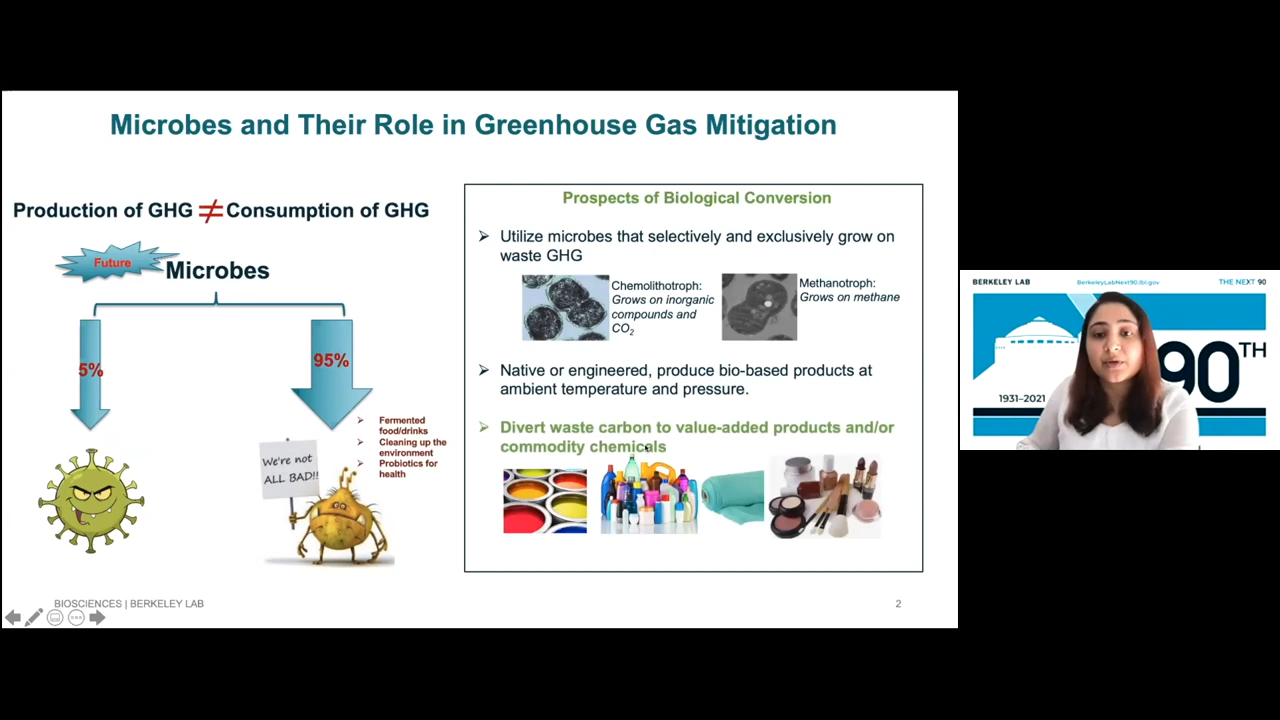 Microbes and Their Role in Greenhouse Gas Mitigation
Production of GHG ≠ Consumption of GHG
Future
Microbes
5%
95%
➢ Fermented
food/drinks
➢ Cleaning up the
environment
➢ Probiotics for
health
We're not
ALL BAD!!
Prospects of Biological Conversion
➢ Utilize microbes that selectively and exclusively grow on
waste GHG
Chemolithotroph:
Grows on inorganic
compounds and
CO2
Methanotroph:
Grows on methane
➢ Native or engineered, produce bio-based products at
ambient temperature and pressure.
➢ Divert waste carbon to value-added products and/or
commodity chemicals
BIOSCIENCES | BERKELEY LAB
2
BERKELEY LAB
BerkeleyLabNext90.lbl.gov
THE NEXT 90
90TH
1931–2021